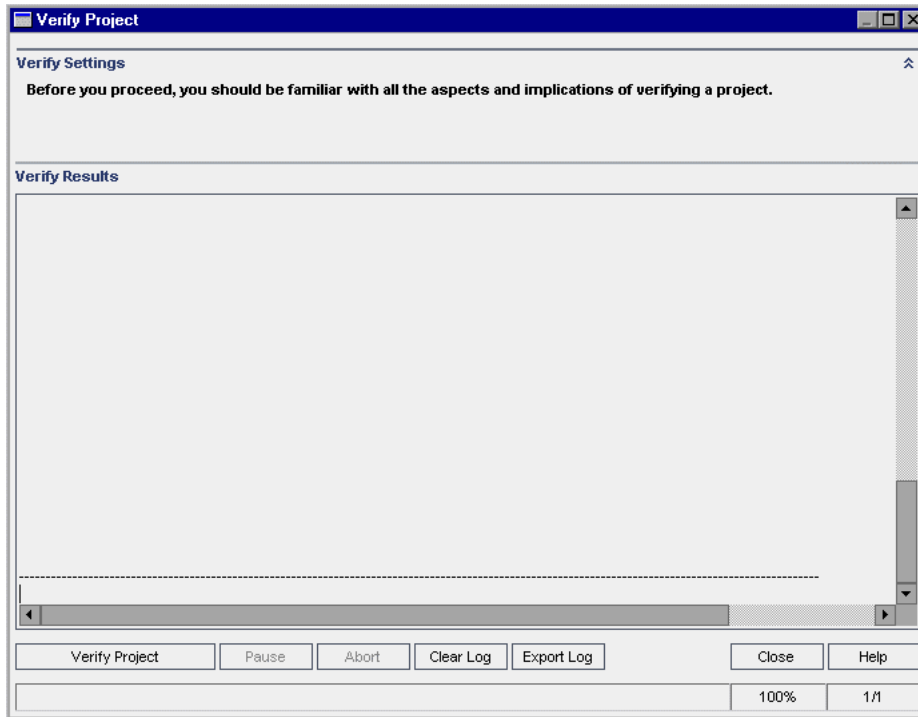 Verify Project
Verify Settings
Before you proceed, you should be familiar with all the aspects and implications of verifying a project.
Verify Results
Verify Project Pause Abort Clear Log Export Log Close Help
100% 1/1